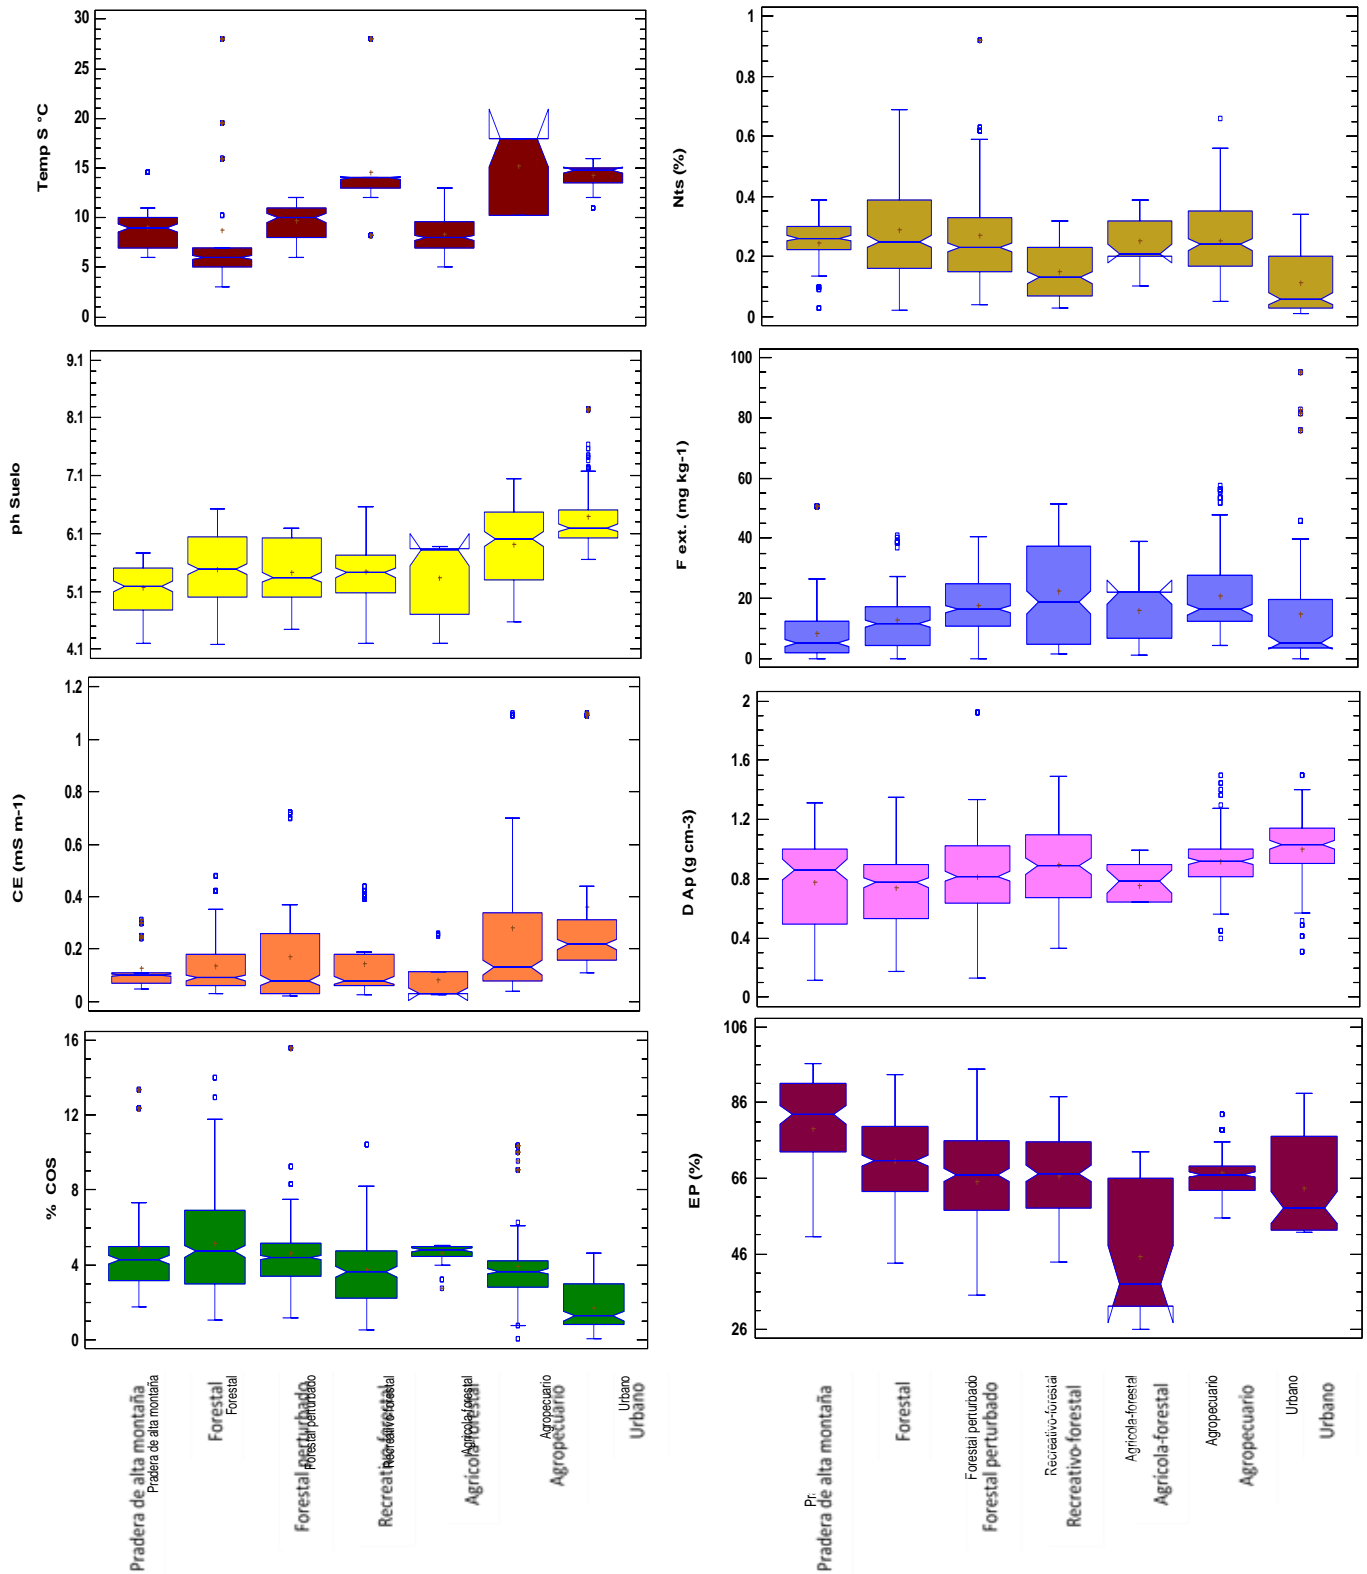 Temp S °C
30
25
20
15
10
5
0
Nts (%)
1
0.8
0.6
0.4
0.2
0
ph Suelo
9.1
8.1
7.1
6.1
5.1
4.1
F ext. (mg kg-1)
100
80
60
40
20
0
CE (mS m-1)
1.2
1
0.8
0.6
0.4
0.2
0
D Ap (g cm-3)
2
1.6
1.2
0.8
0.4
0
% COS
16
12
8
4
0
EP (%)
106
86
66
46
26
Pradera de alta montaña
Pradera de alta montaña
Forestal
Forestal
Forestal perturbado
Forestal perturbado
Recreativo-forestal
Recreativo-forestal
Agrícola-forestal
Agrícola-forestal
Agropecuario
Agropecuario
Urbano
Urbano
Pr
Pradera de alta montaña
Forestal
Forestal perturbado
Forestal perturbado
Recreativo-forestal
Recreativo-forestal
Agrícola-forestal
Agrícola-forestal
Agropecuario
Agropecuario
Urbano
Urbano